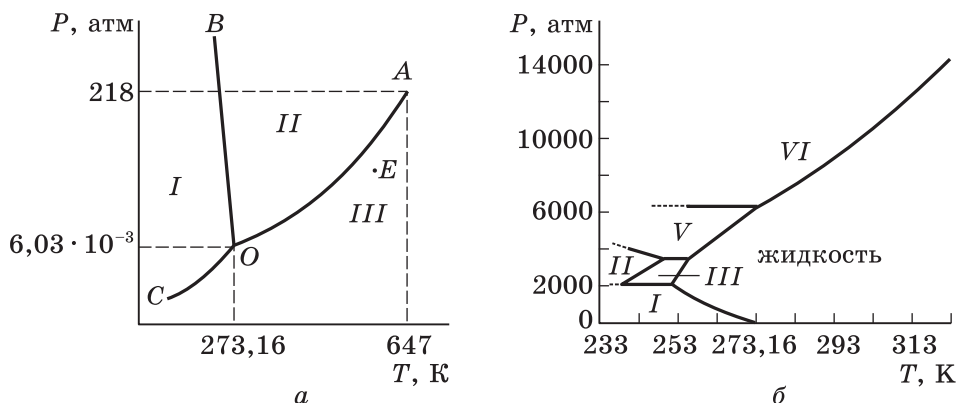 P, атм
B
A
218
II
E
I
III
6,03 · 10⁻³
O
C
273,16
647
T, К
а
P, атм
14000
VI
10000
6000
V
жидкость
II
III
2000
I
0
233
253
273,16
293
313
T, К
б